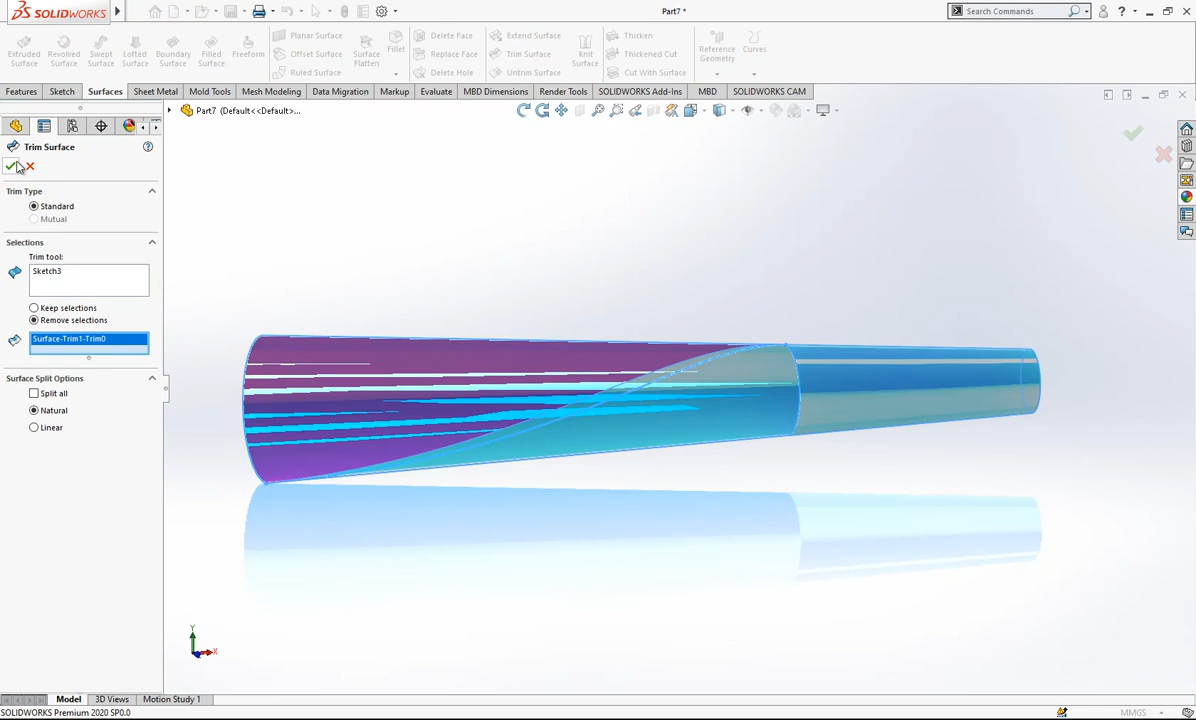 SOLIDWORKS
Part7 *
Search Commands
Extruded Surface
Revolved Surface
Swept Surface
Lofted Surface
Boundary Surface
Filled Surface
Freeform
Planar Surface
Offset Surface
Ruled Surface
Surface Flatten
Fillet
Delete Face
Replace Face
Delete Hole
Extend Surface
Trim Surface
Untrim Surface
Knit Surface
Thicken
Thickened Cut
Cut With Surface
Reference Geometry
Curves
Features Sketch Surfaces Sheet Metal Mold Tools Mesh Modeling Data Migration Markup Evaluate MBD Dimensions Render Tools SOLIDWORKS Add-Ins MBD SOLIDWORKS CAM
Part7 (Default<<Default>...
Trim Surface
Trim Type
Standard
Mutual
Selections
Trim tool:
Sketch3
Keep selections
Remove selections
Surface-Trim1-Trim0
Surface Split Options
Split all
Natural
Linear
Y
X
Model 3D Views Motion Study 1
SOLIDWORKS Premium 2020 SP0.0
MMGS